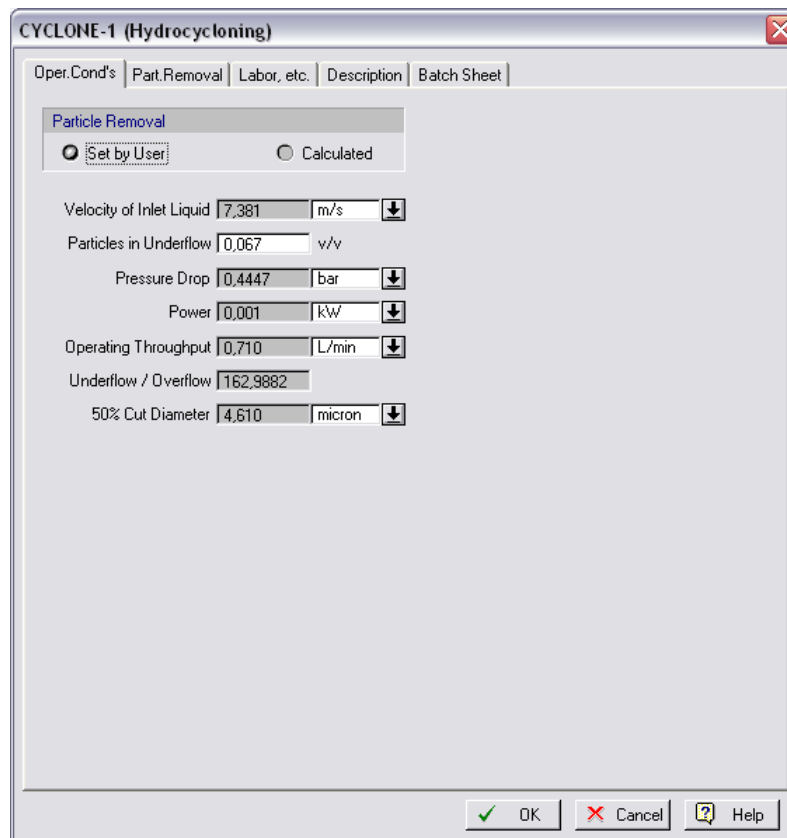 CYCLONE-1 (Hydrocycloning)
Oper.Cond's Part.Removal Labor, etc. Description Batch Sheet
Particle Removal
Set by User Calculated
Velocity of Inlet Liquid 7,381 m/s
Particles in Underflow 0,067 v/v
Pressure Drop 0,4447 bar
Power 0,001 kW
Operating Throughput 0,710 L/min
Underflow / Overflow 162,9882
50% Cut Diameter 4,610 micron
OK Cancel Help